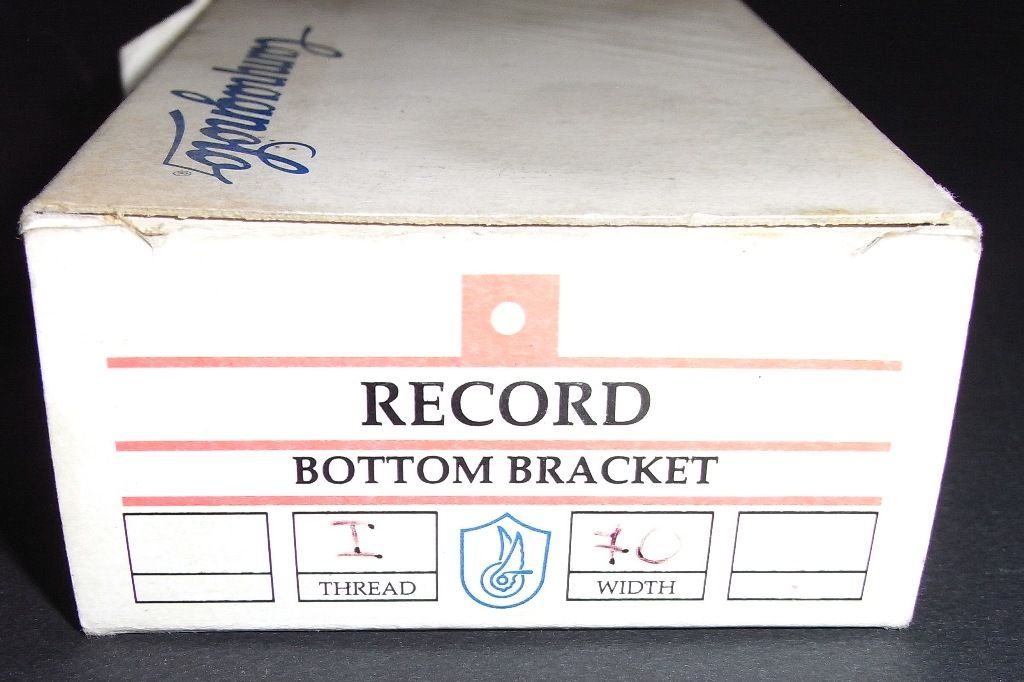 Campagnolo
®
RECORD
BOTTOM BRACKET
I
70
THREAD
WIDTH